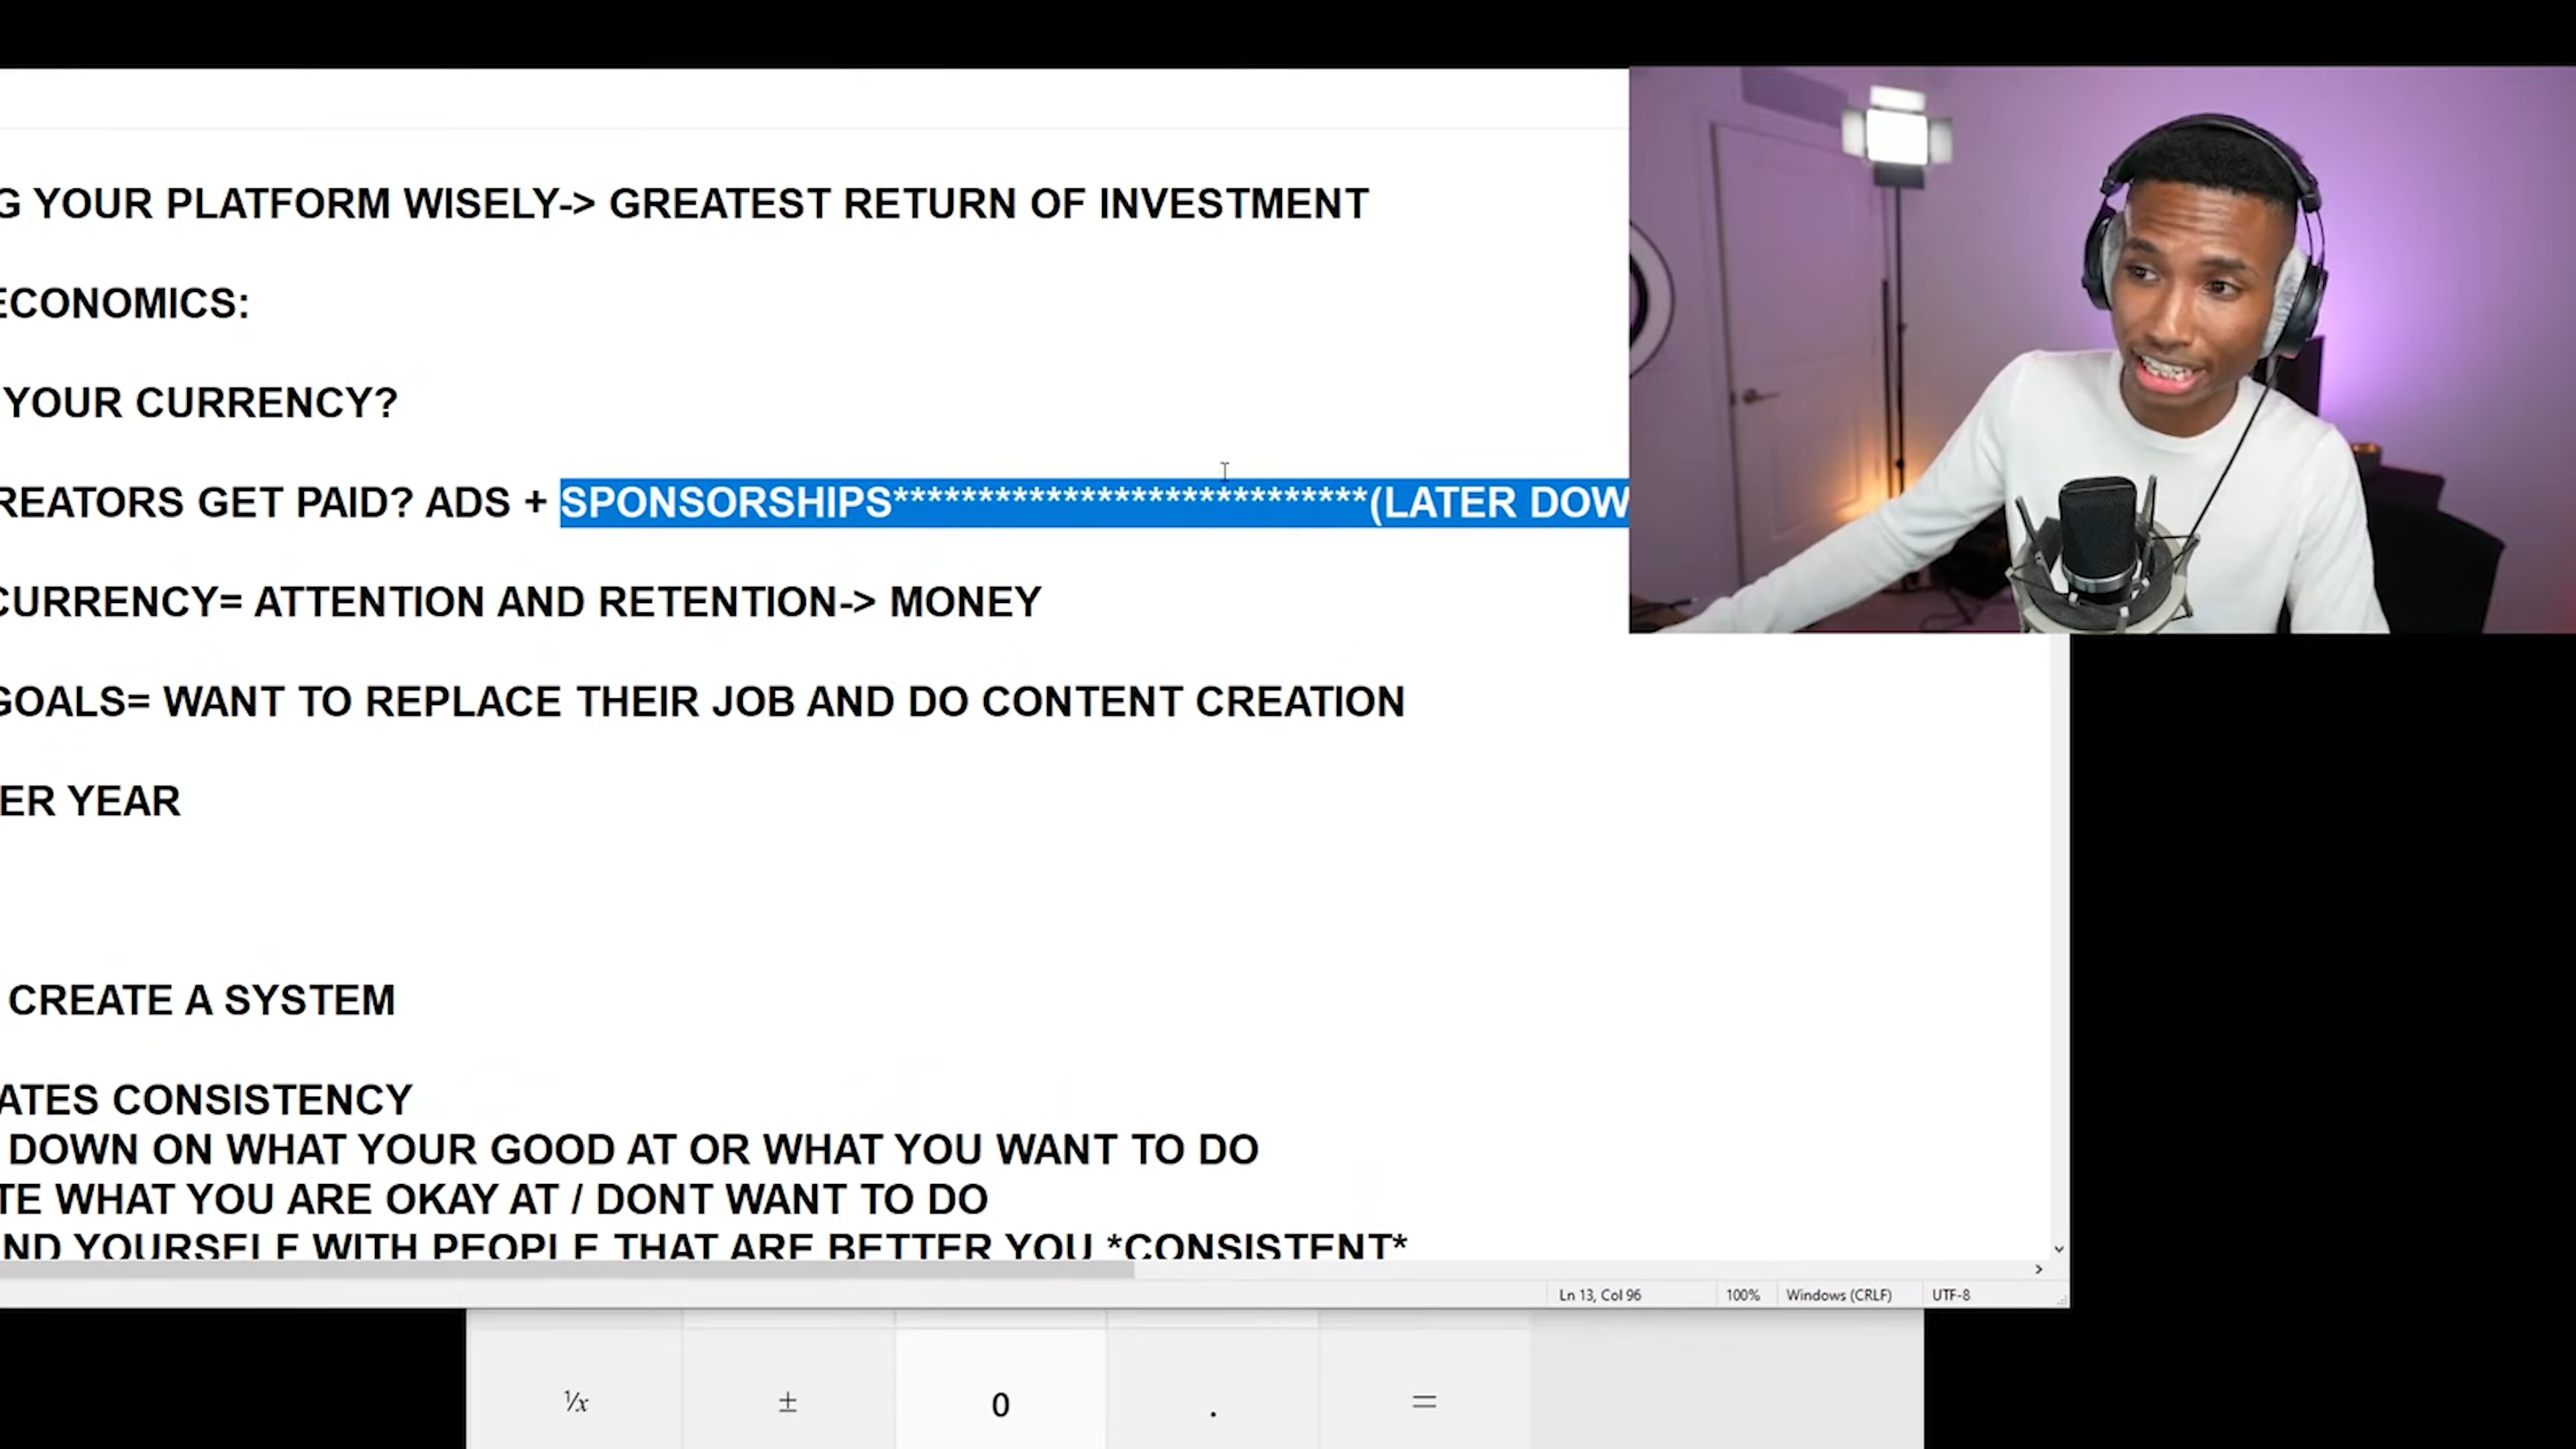 G YOUR PLATFORM WISELY-> GREATEST RETURN OF INVESTMENT
ECONOMICS:
YOUR CURRENCY?
REATORS GET PAID? ADS + SPONSORSHIPS****************************(LATER DOW
CURRENCY= ATTENTION AND RETENTION-> MONEY
GOALS= WANT TO REPLACE THEIR JOB AND DO CONTENT CREATION
ER YEAR
CREATE A SYSTEM
ATES CONSISTENCY
DOWN ON WHAT YOUR GOOD AT OR WHAT YOU WANT TO DO
TE WHAT YOU ARE OKAY AT / DONT WANT TO DO
ND YOURSELF WITH PEOPLE THAT ARE BETTER YOU *CONSISTENT*
Ln 13, Col 96 100% Windows (CRLF) UTF-8
⅟x ± 0 . =